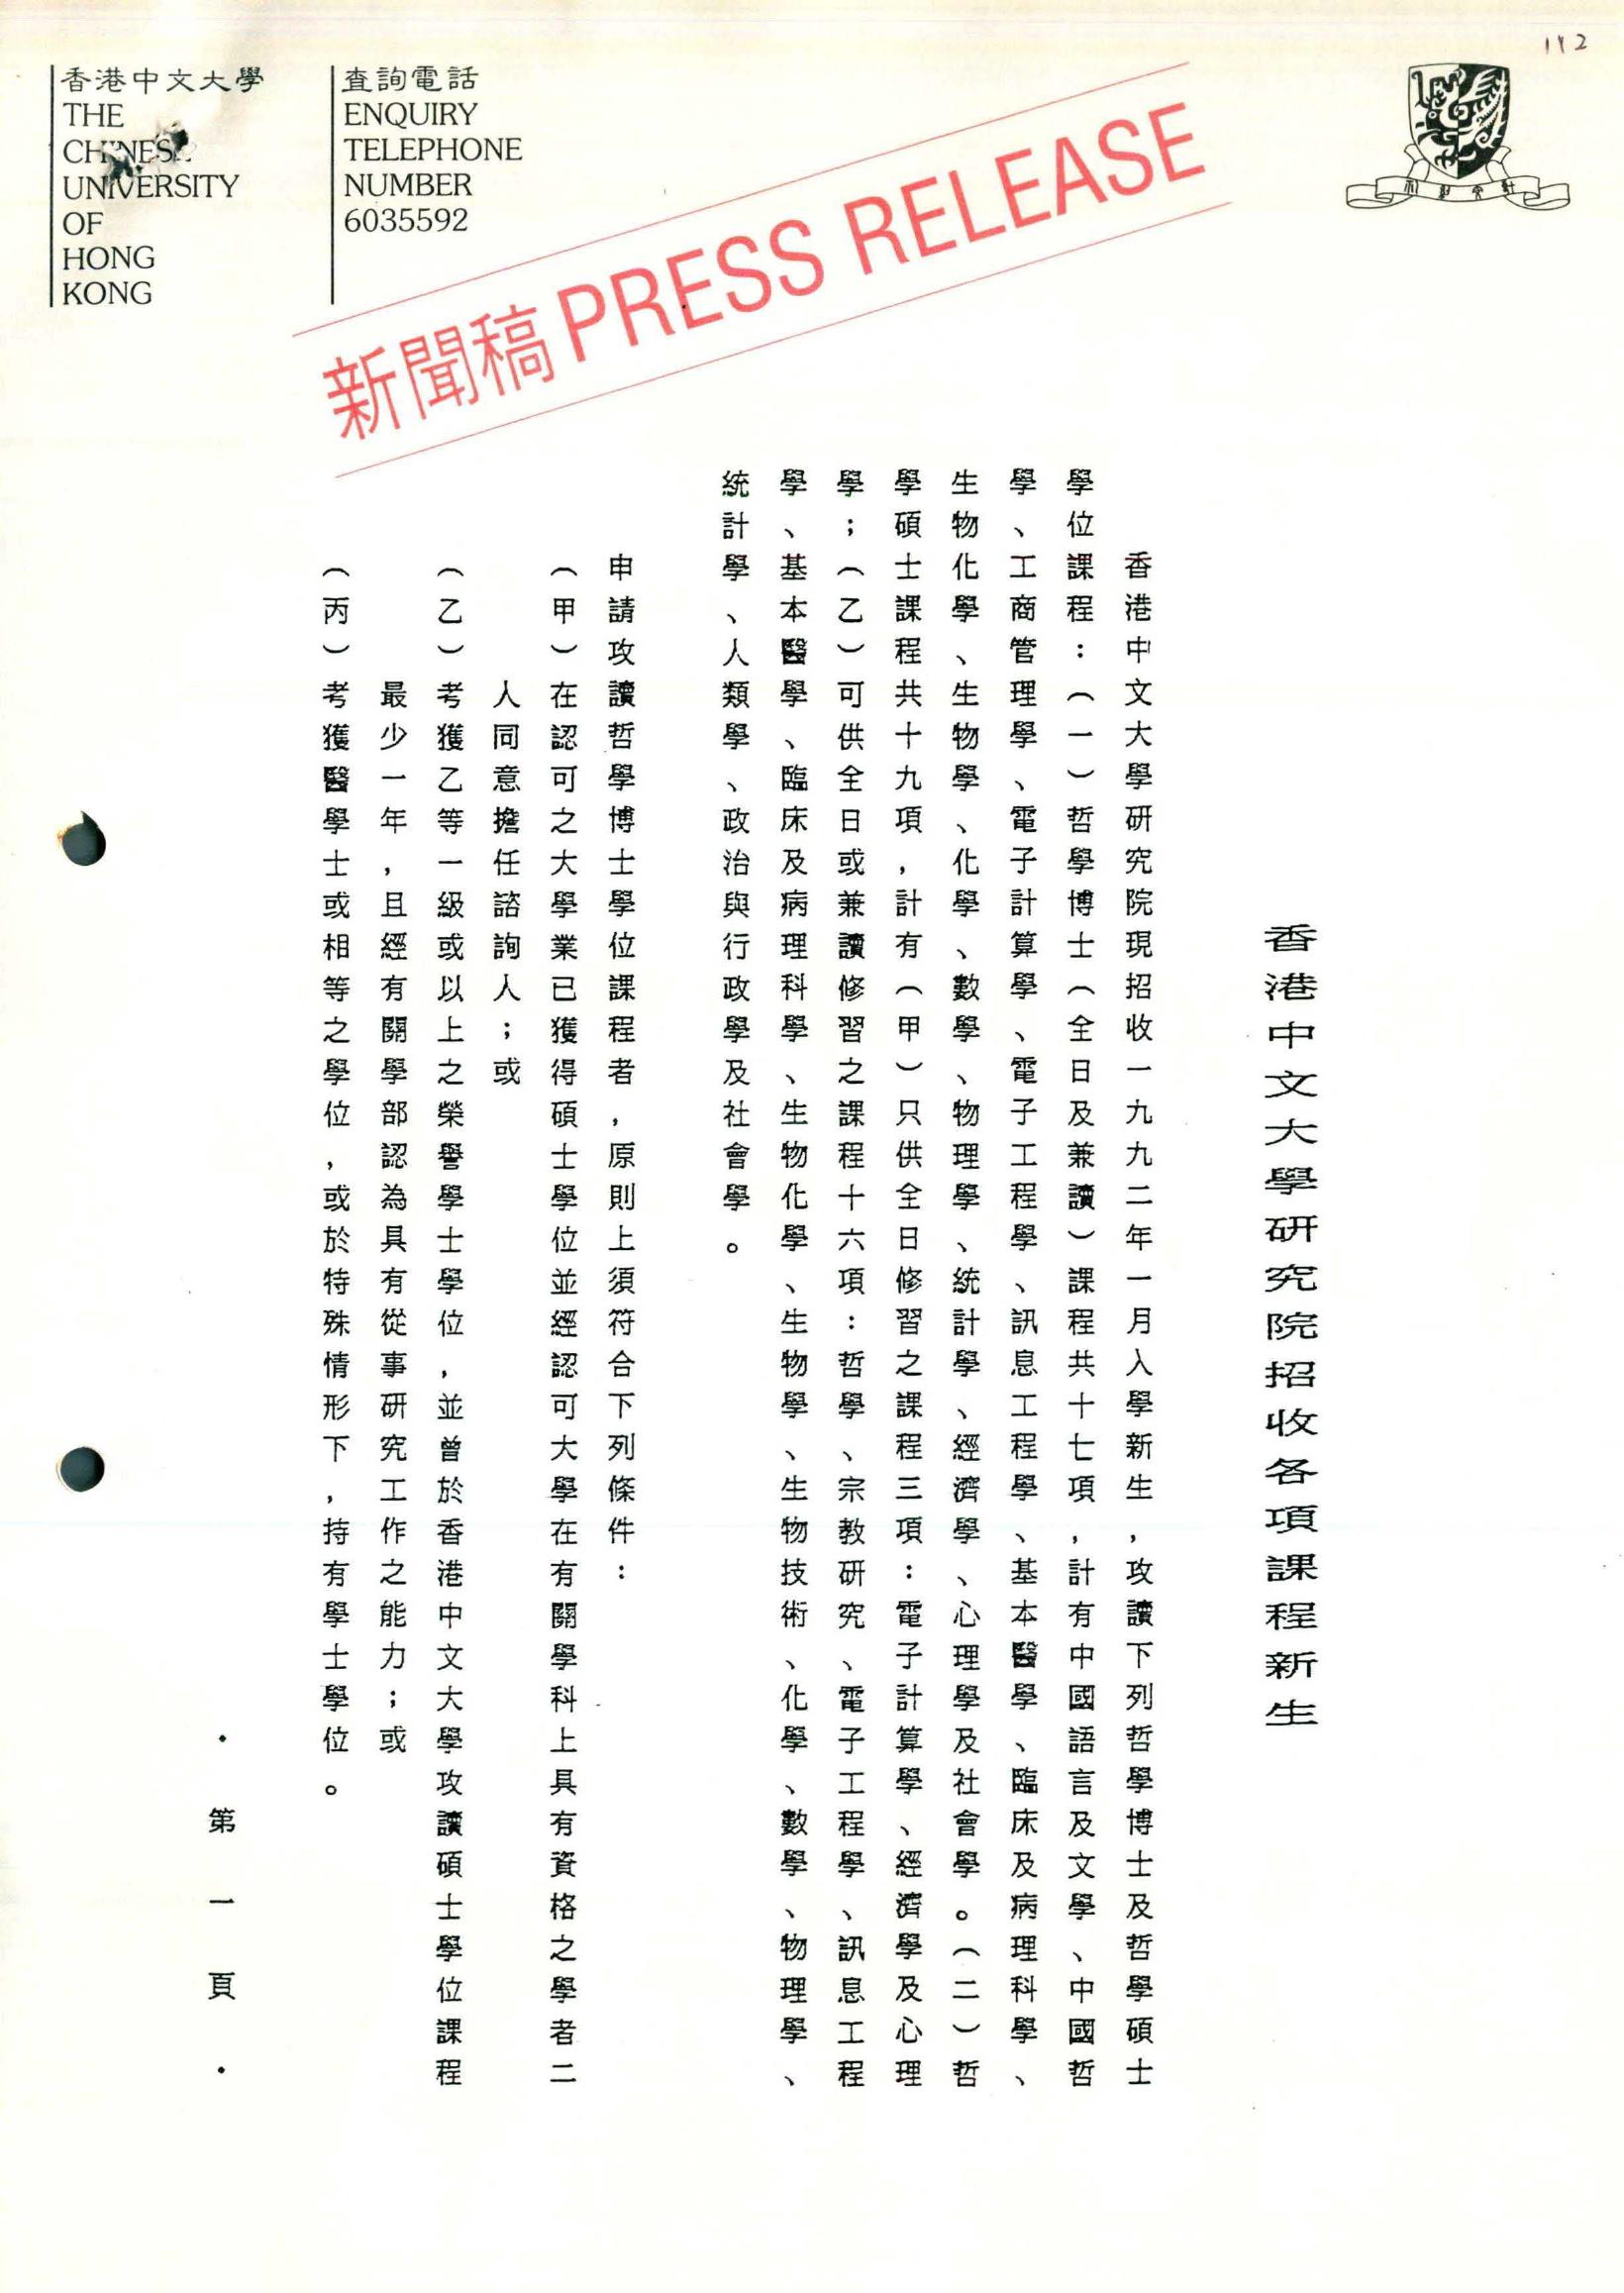 112
香港中文大學
THE
CHINESE
UNIVERSITY
OF
HONG
KONG
查詢電話
ENQUIRY
TELEPHONE
NUMBER
6035592
新聞稿 PRESS RELEASE
香港中文大學研究院招收各項課程新生
香港中文大學研究院現招收一九九二年一月入學新生，攻讀下列哲學博士及哲學碩士
學位課程：（一）哲學博士（全日及兼讀）課程共十七項，計有中國語言及文學、中國哲
學、工商管理學、電子計算學、電子工程學、訊息工程學、基本醫學、臨床及病理科學、
生物化學、生物學、化學、數學、物理學、統計學、經濟學、心理學及社會學。（二）哲
學碩士課程共十九項，計有（甲）只供全日修習之課程三項：電子計算學、經濟學及心理
學；（乙）可供全日或兼讀修習之課程十六項：哲學、宗教研究、電子工程學、訊息工程
學、基本醫學、臨床及病理科學、生物化學、生物學、生物技術、化學、數學、物理學、
統計學、人類學、政治與行政學及社會學。
申請攻讀哲學博士學位課程者，原則上須符合下列條件：
（甲）在認可之大學業已獲得碩士學位並經認可大學在有關學科上具有資格之學者二
人同意擔任諮詢人；或
（乙）考獲乙等一級或以上之榮譽學士學位，並曾於香港中文大學攻讀碩士學位課程
最少一年，且經有關學部認為具有從事研究工作之能力；或
（丙）考獲醫學士或相等之學位，或於特殊情形下，持有學士學位。
・第一頁・